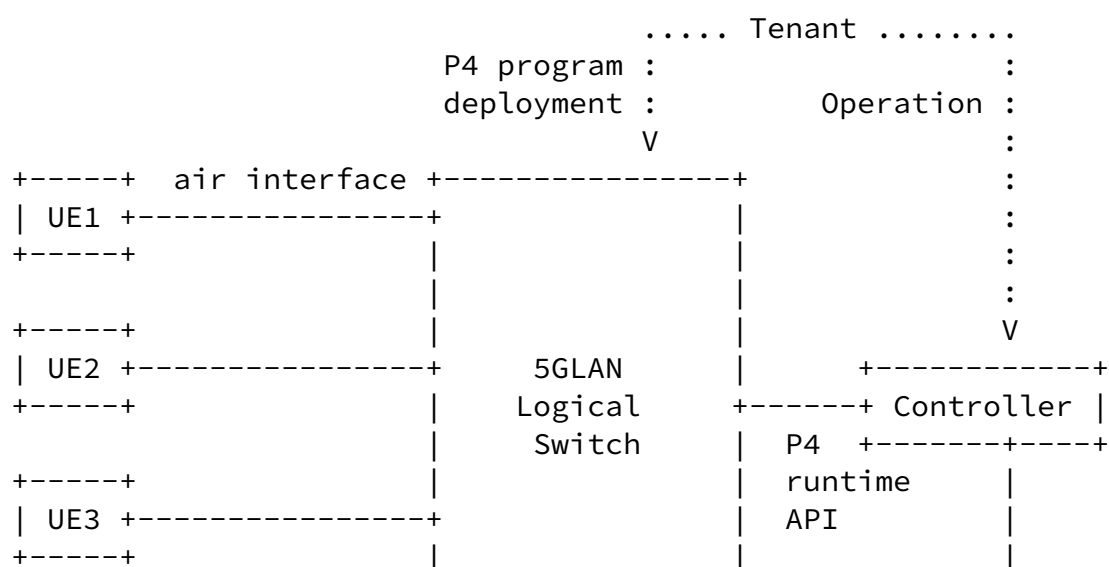 ..... Tenant ........
P4 program :                    :
deployment :         Operation :
V                    :
+-----+  air interface +----------------+              :
| UE1 +----------------+                |              :
+-----+                |                |              :
|                |              :
+-----+                |                |              V
| UE2 +----------------+     5GLAN      |      +------------+
+-----+                |    Logical     +------+ Controller |
|     Switch     |  P4  +-------+----+
+-----+                |                |  runtime     |
| UE3 +----------------+                |  API         |
+-----+                |                |              |